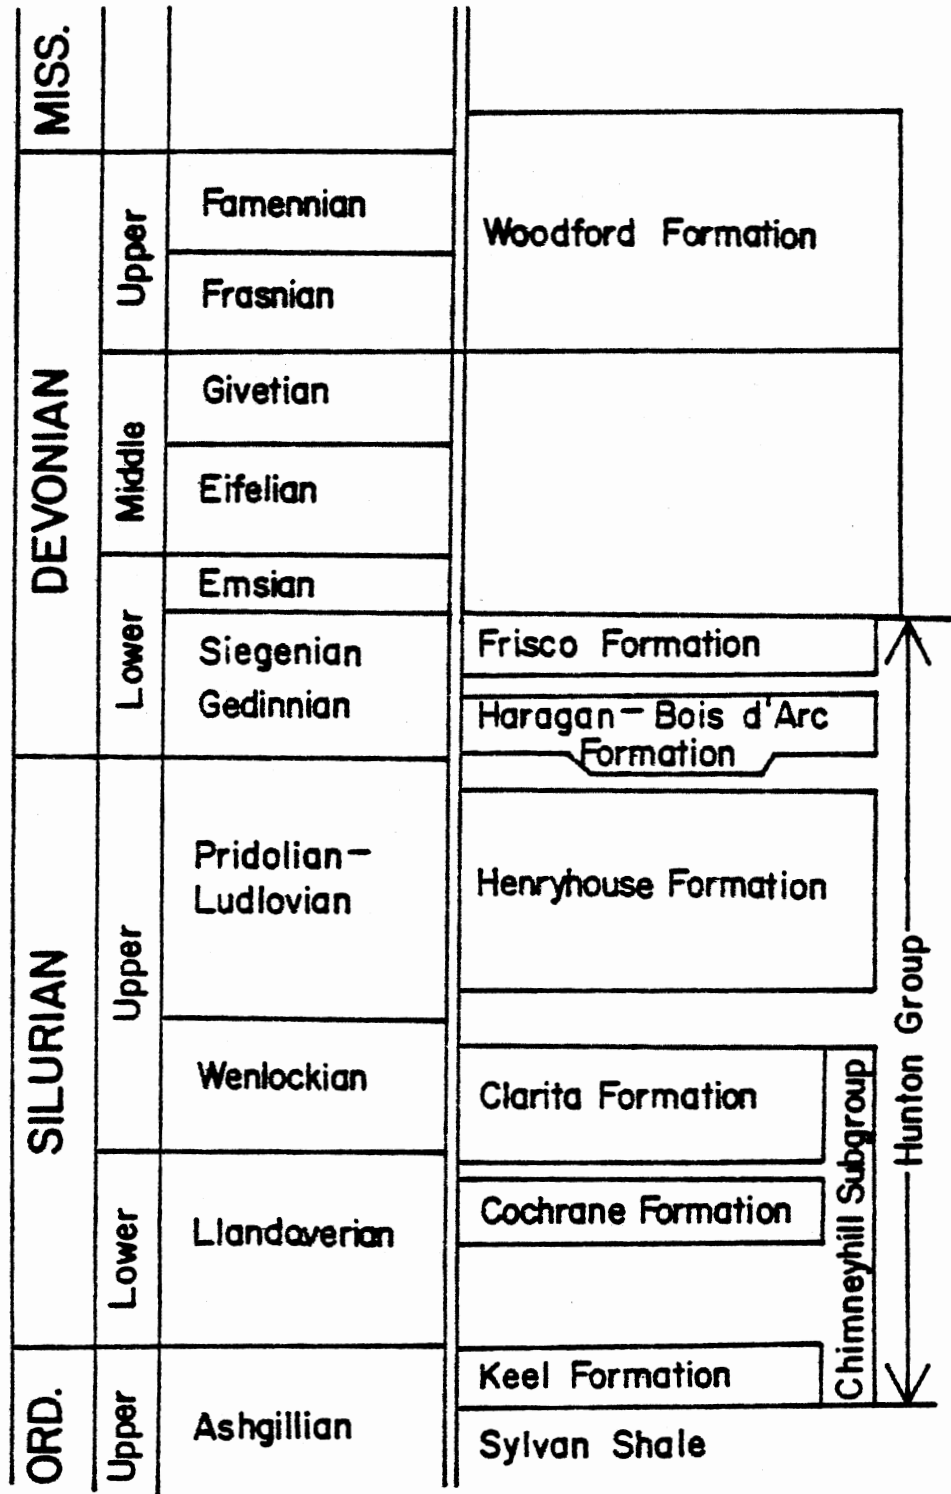 MISS.
DEVONIAN
SILURIAN
ORD.
Upper
Middle
Lower
Upper
Lower
Upper
Famennian
Frasnian
Givetian
Eifelian
Emsian
Siegenian
Gedinnian
Pridolian-
Ludlovian
Wenlockian
Llandoverian
Ashgillian
Woodford Formation
Frisco Formation
Haragan-Bois d'Arc
Formation
Henryhouse Formation
Clarita Formation
Cochrane Formation
Keel Formation
Sylvan Shale
Chimneyhill Subgroup
Hunton Group